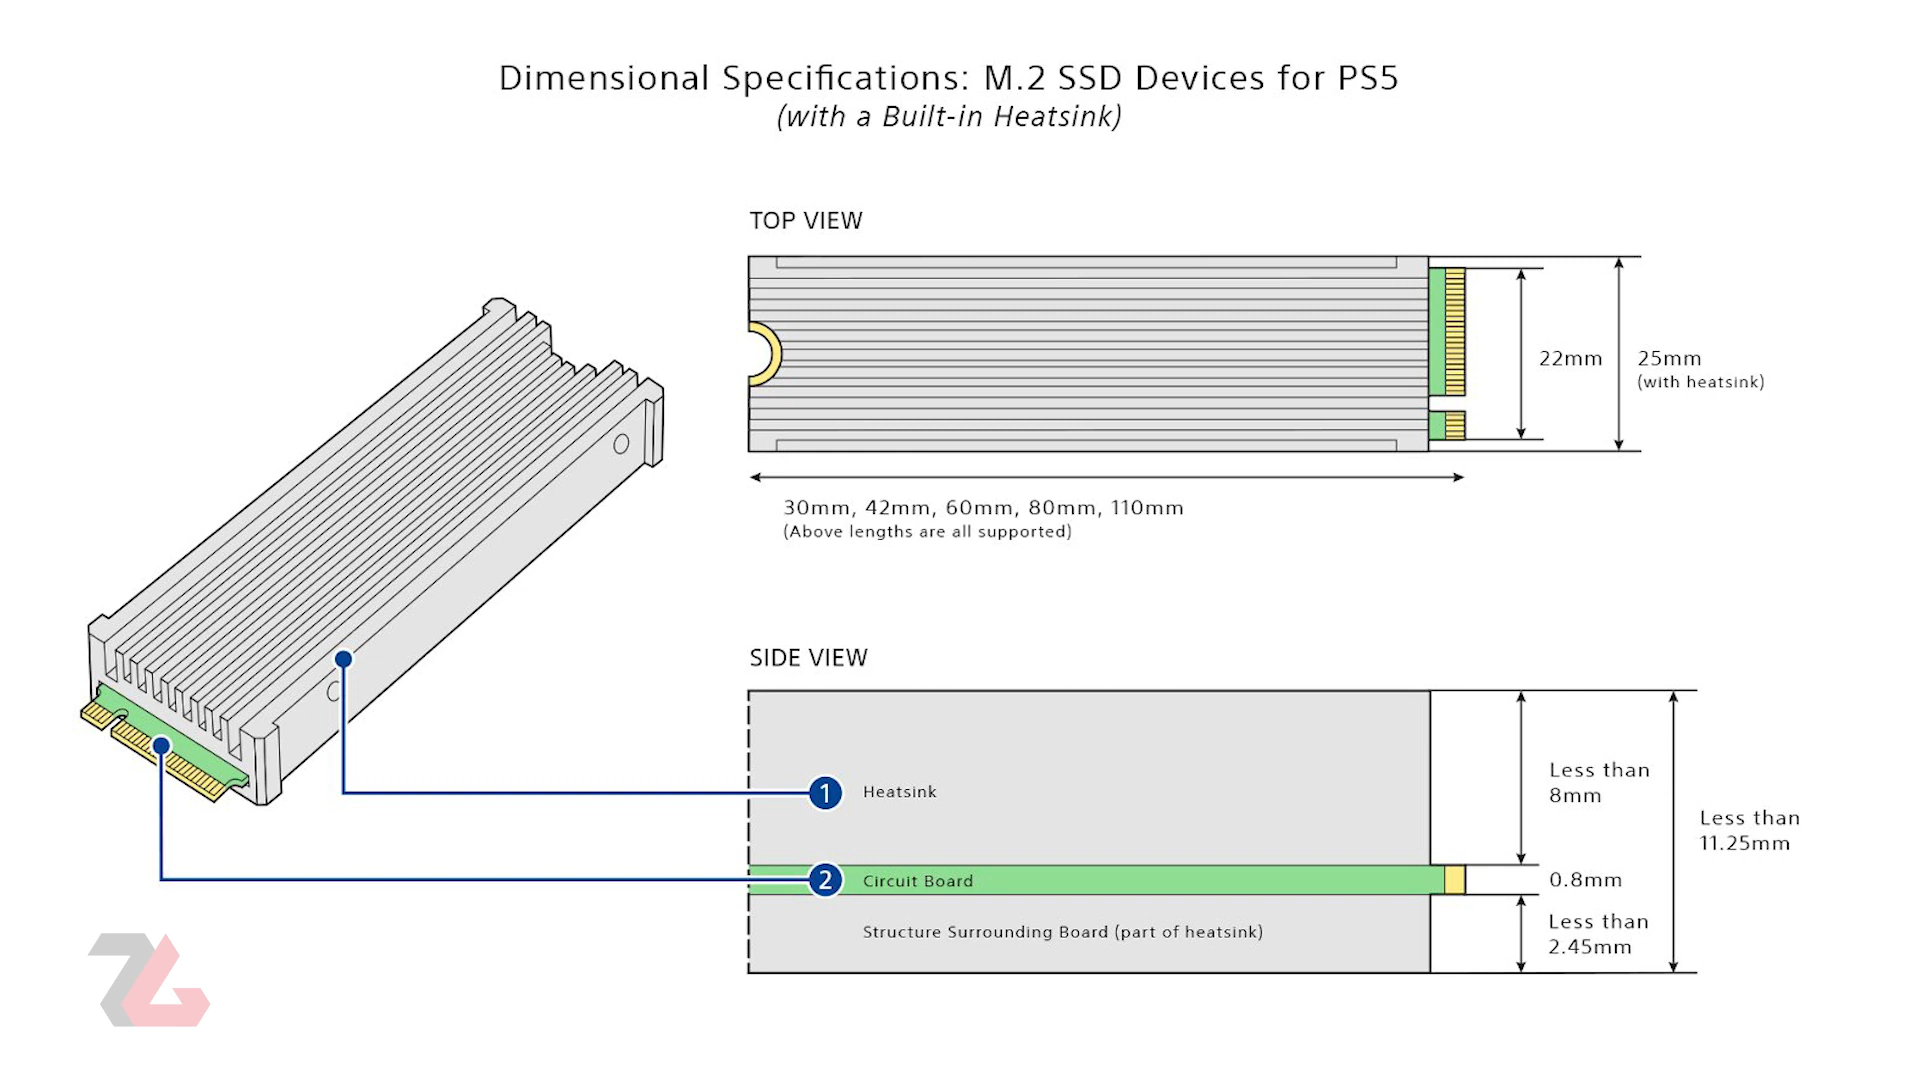 Dimensional Specifications: M.2 SSD Devices for PS5
(with a Built-in Heatsink)
TOP VIEW
22mm
25mm
(with heatsink)
30mm, 42mm, 60mm, 80mm, 110mm
(Above lengths are all supported)
SIDE VIEW
1 Heatsink
Less than
8mm
Less than
11.25mm
2 Circuit Board
0.8mm
Structure Surrounding Board (part of heatsink)
Less than
2.45mm